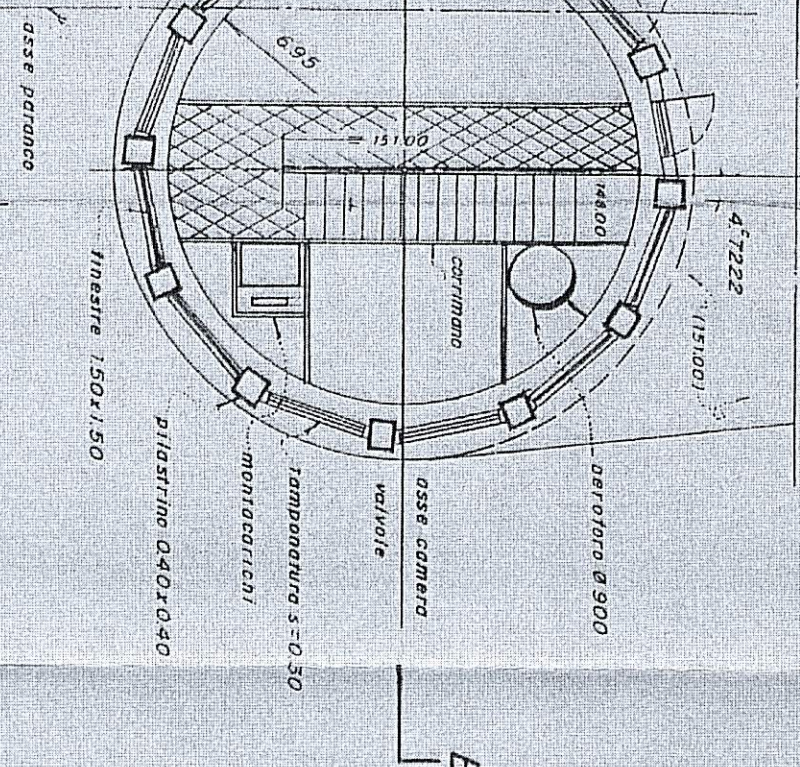 asse paranco
6.95
151.00
148.00
4°,7222
(151.00)
corrimano
finestre 1.50x1.50
pilastrino 0.40x0.40
montacarichi
tamponatura s=0.30
valvole
asse camera
aeroforo Ø900